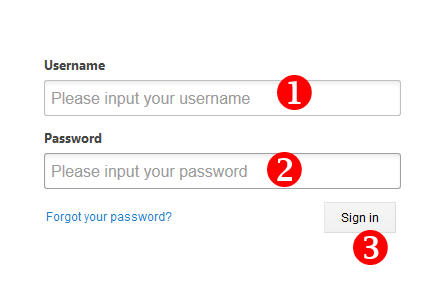 Username
Please input your username 1
Password
Please input your password 2
Forgot your password? Sign in
3